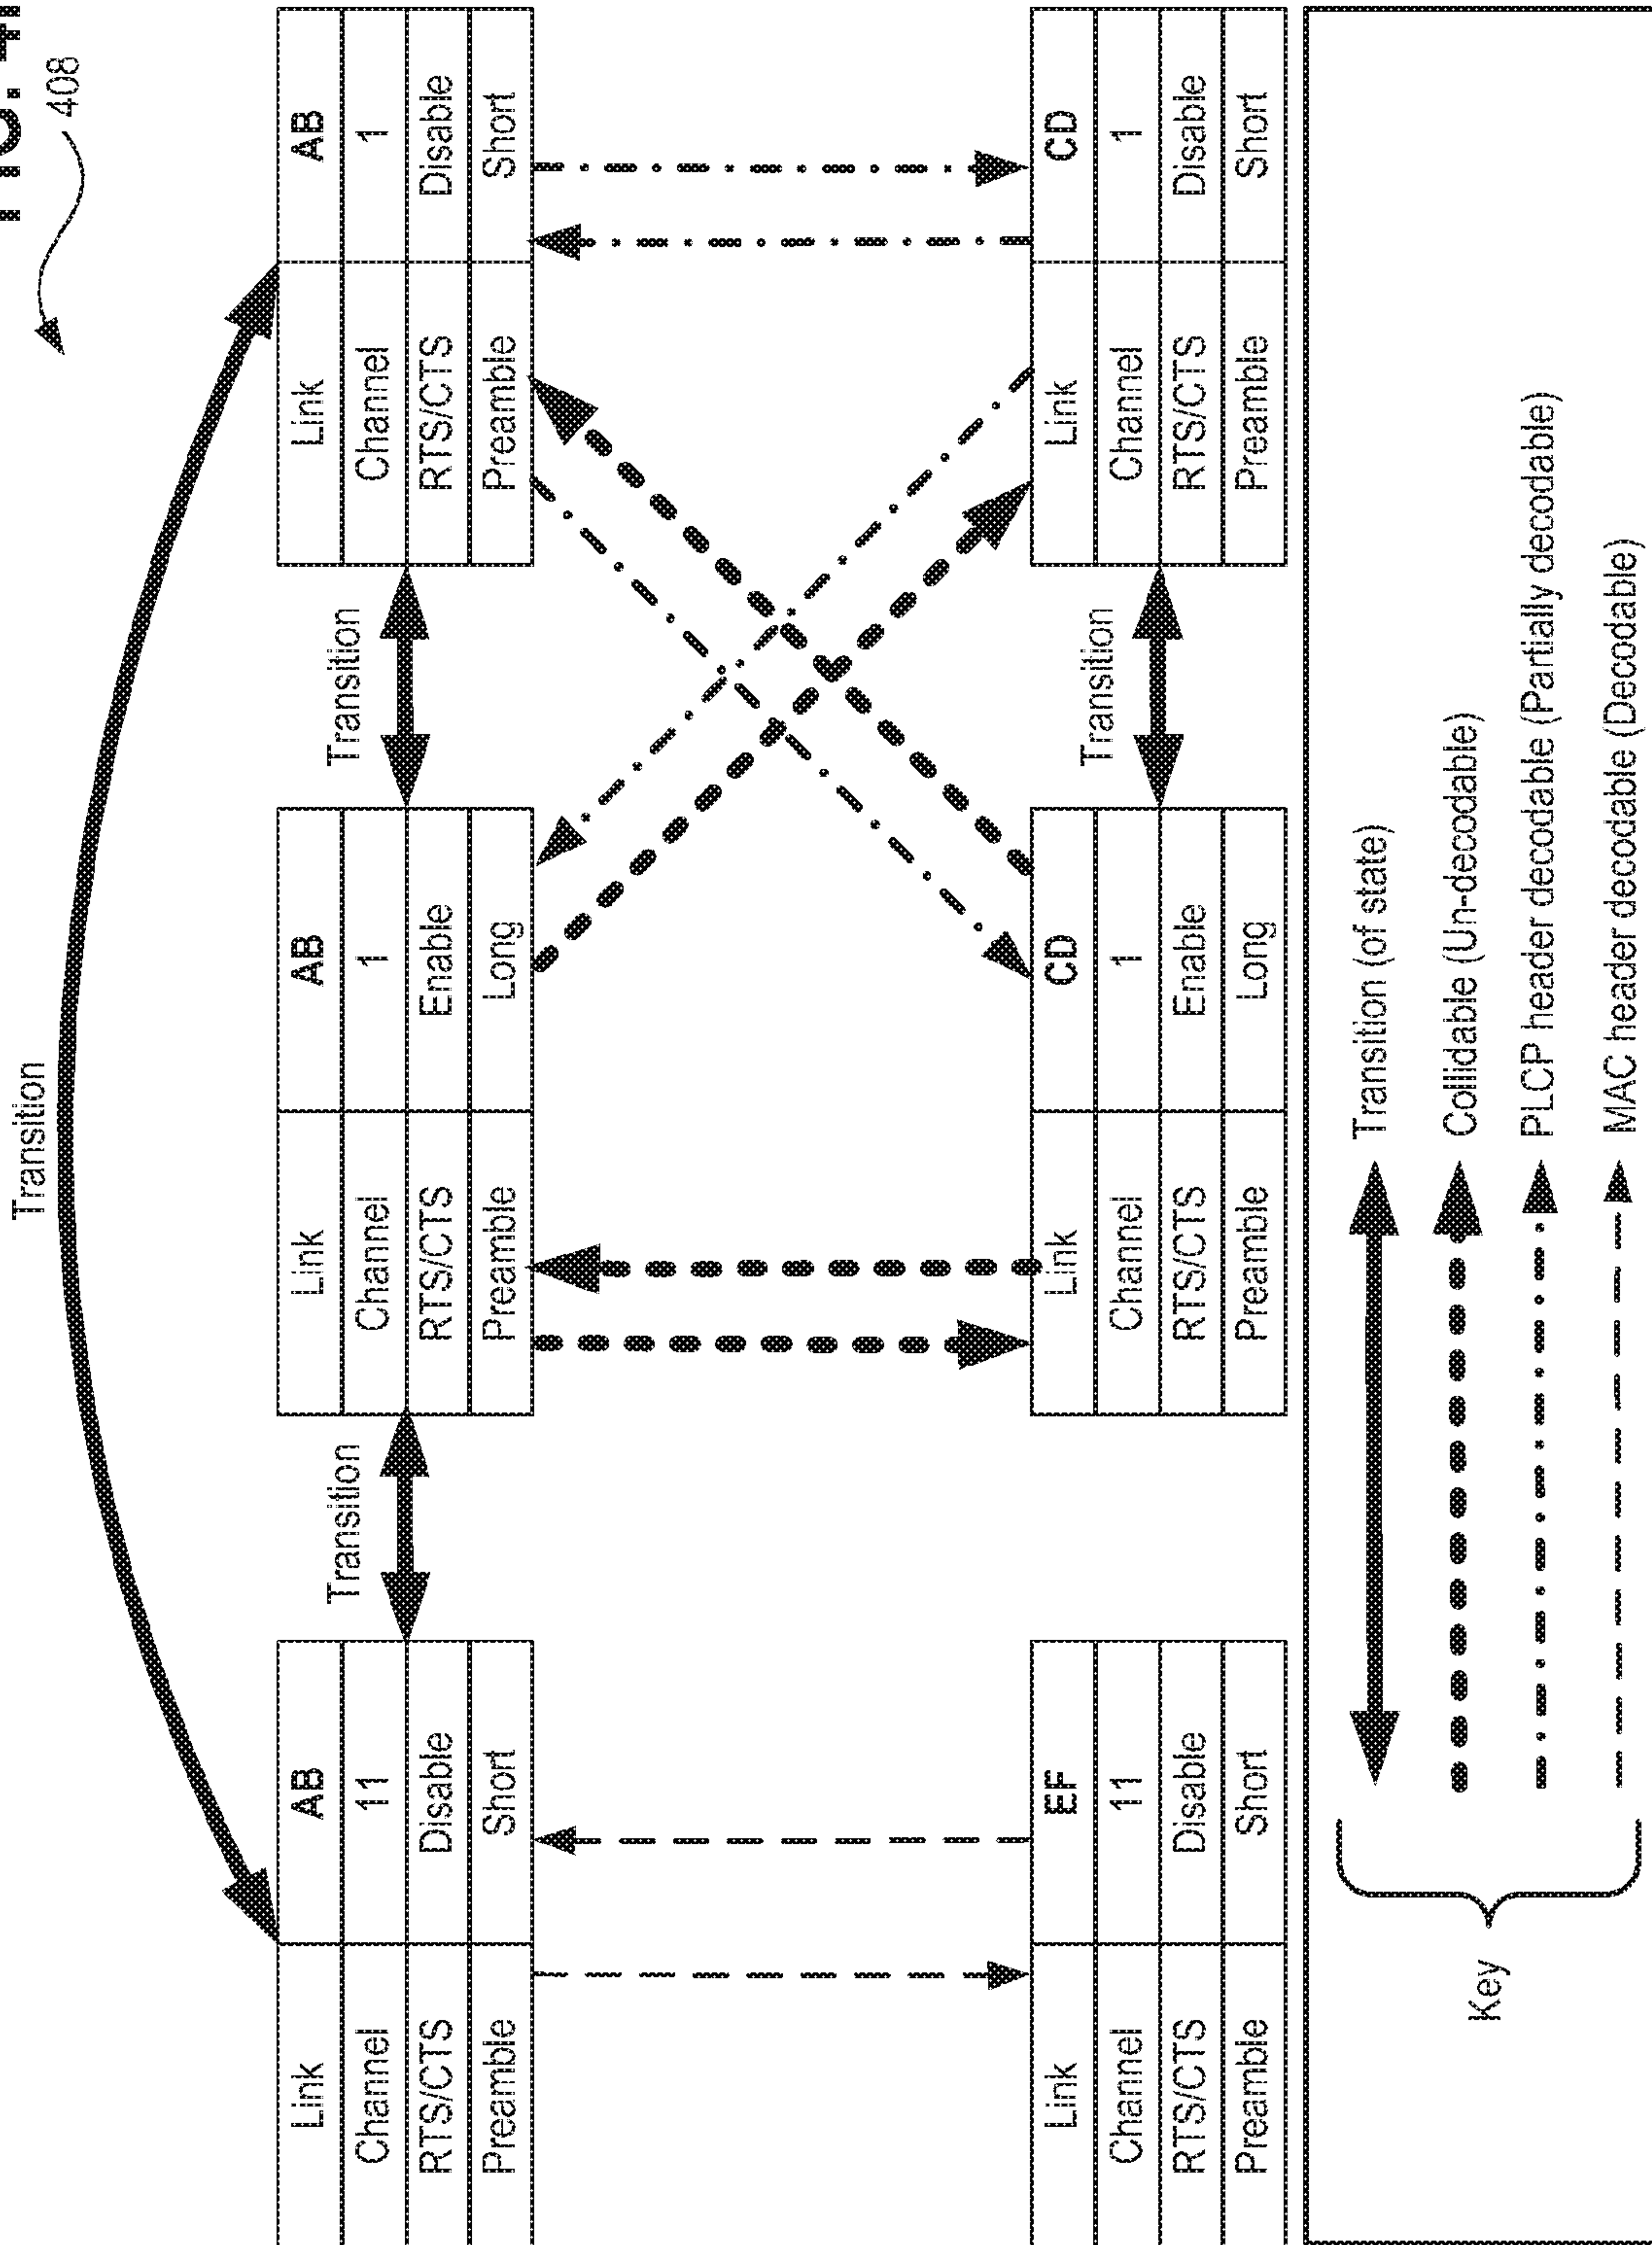 408
Transition
Link AB
Channel 11
RTS/CTS Disable
Preamble Short
Transition
Link AB
Channel 1
RTS/CTS Enable
Preamble Long
Transition
Link AB
Channel 1
RTS/CTS Disable
Preamble Short
Link EF
Channel 11
RTS/CTS Disable
Preamble Short
Link CD
Channel 1
RTS/CTS Enable
Preamble Long
Transition
Link CD
Channel 1
RTS/CTS Disable
Preamble Short
Key
Transition (of state)
Collidable (Un-decodable)
PLCP header decodable (Partially decodable)
MAC header decodable (Decodable)